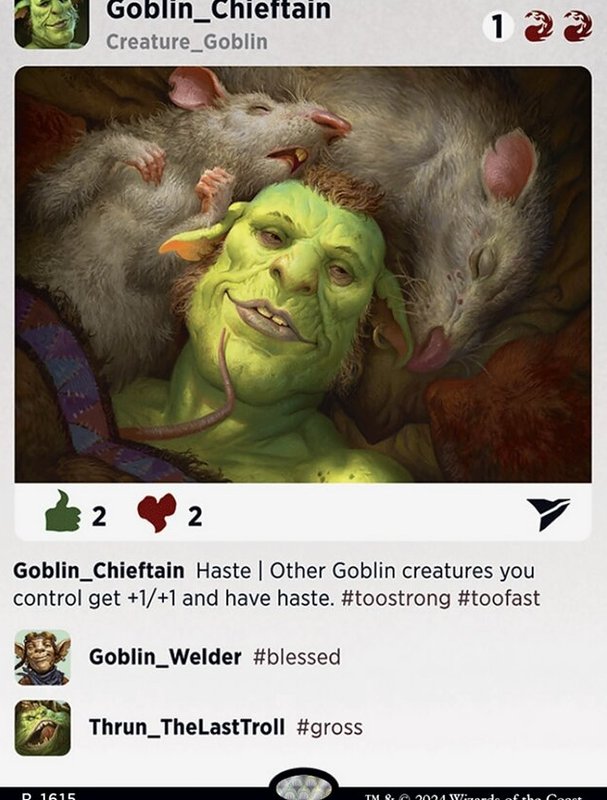 Goblin_Chieftain
Creature_Goblin
1
2 2
Goblin_Chieftain Haste | Other Goblin creatures you
control get +1/+1 and have haste. #toostrong #toofast
Goblin_Welder #blessed
Thrun_TheLastTroll #gross
R 1615
™ & © 2024 Wizards of the Coast